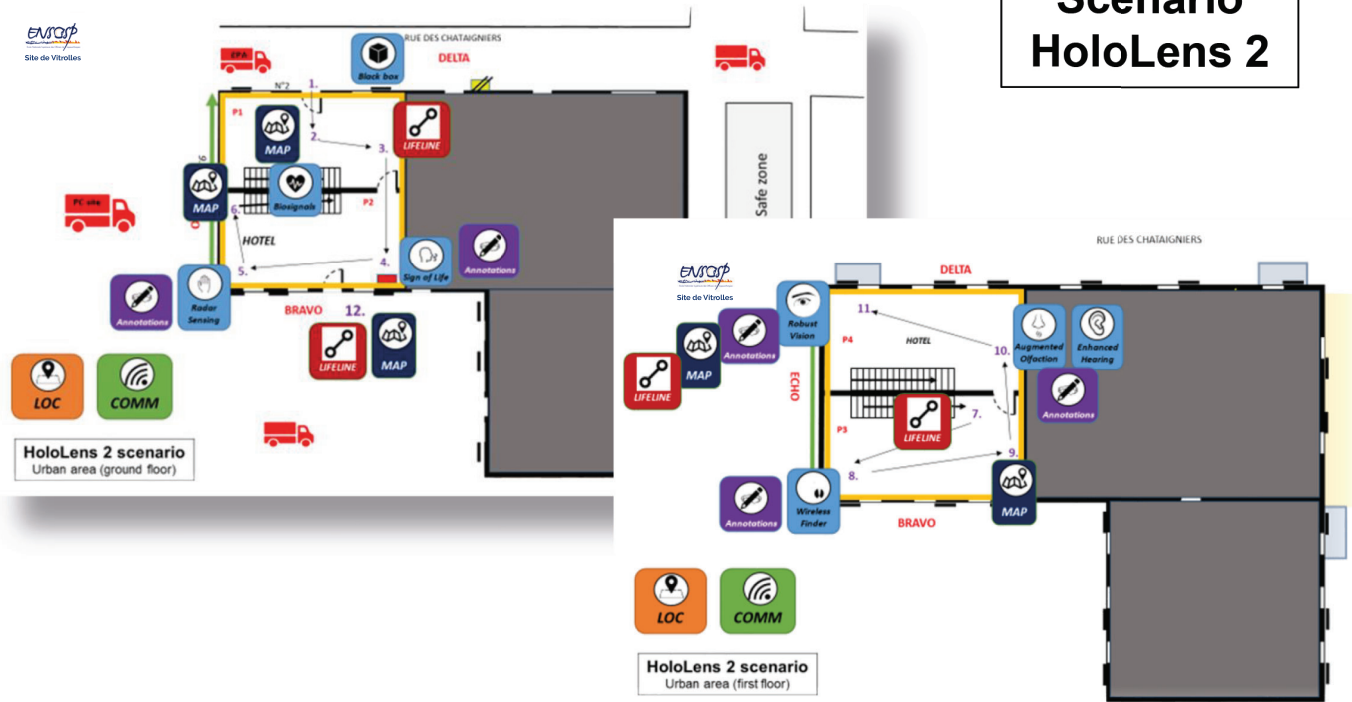 Scenario
HoloLens 2
ENSOSP
Site de Vitrolles
RUE DES CHATAIGNIERS
DELTA
EPA
Black box
N°2
1.
P1
MAP
2.
3.
LIFELINE
MAP
Biosignals
P2
6.
PC-site
HOTEL
4.
5.
Sign of Life
Annotations
Annotations
Radar
Sensing
BRAVO
12.
LIFELINE
MAP
LOC
COMM
HoloLens 2 scenario
Urban area (ground floor)
Safe zone
RUE DES CHATAIGNIERS
ENSOSP
Site de Vitrolles
DELTA
LIFELINE
MAP
Annotations
Robust
Vision
11.
P4
HOTEL
10.
Augmented
Olfaction
Enhanced
Hearing
Annotations
ECHO
LIFELINE
7.
P3
8.
9.
MAP
Annotations
Wireless
Finder
BRAVO
LOC
COMM
HoloLens 2 scenario
Urban area (first floor)